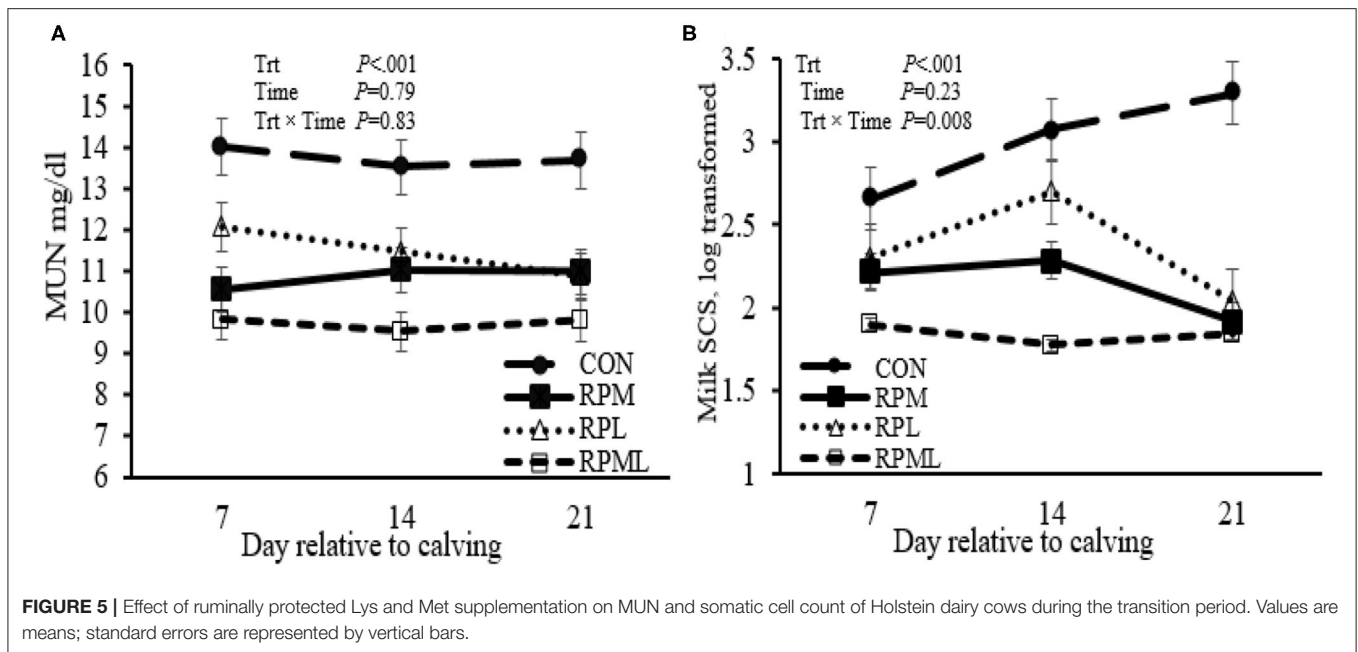 A
16
15
14
13
12
11
10
9
8
7
6
MUN mg/dl
Trt P<.001
Time P=0.79
Trt × Time P=0.83
CON
RPM
RPL
RPML
7 14 21
Day relative to calving
B
3.5
3
2.5
2
1.5
1
Milk SCS, log transformed
Trt P<.001
Time P=0.23
Trt × Time P=0.008
CON
RPM
RPL
RPML
7 14 21
Day relative to calving
FIGURE 5 | Effect of ruminally protected Lys and Met supplementation on MUN and somatic cell count of Holstein dairy cows during the transition period. Values are
means; standard errors are represented by vertical bars.